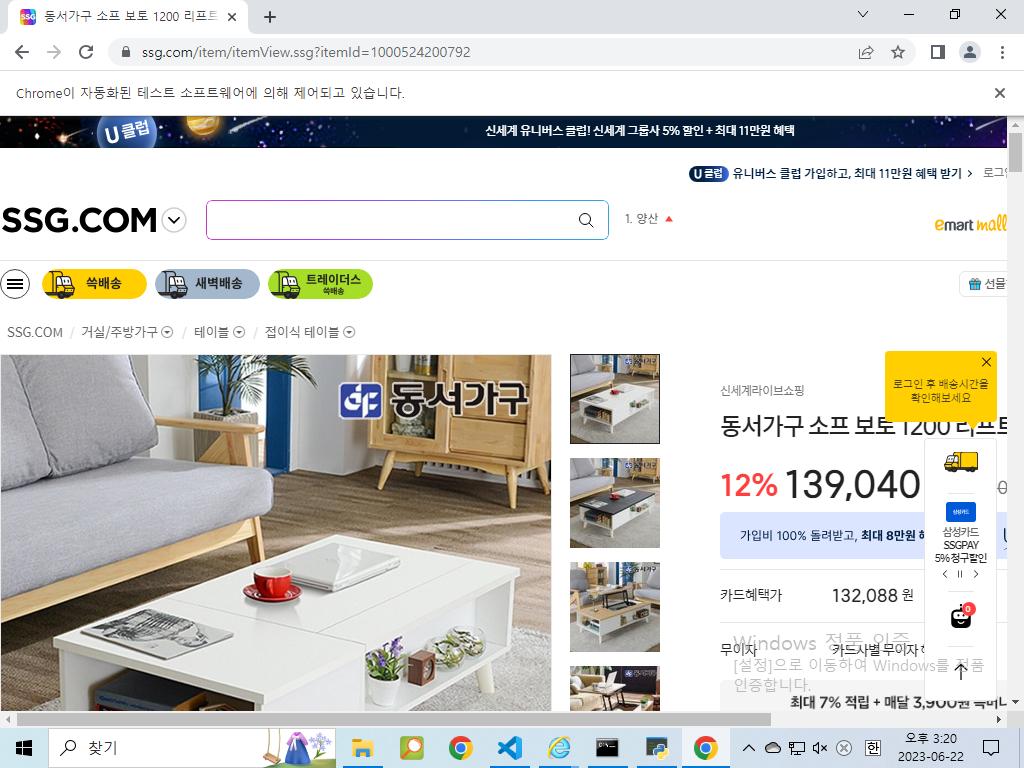 동서가구 소프 보토 1200 리프트
ssg.com/item/itemView.ssg?itemId=1000524200792
Chrome이 자동화된 테스트 소프트웨어에 의해 제어되고 있습니다.
U 클럽
신세계 유니버스 클럽! 신세계 그룹사 5% 할인 + 최대 11만원 혜택
U 클럽 유니버스 클럽 가입하고, 최대 11만원 혜택 받기
SSG.COM
1. 양산
emart mall
쓱배송
새벽배송
트레이더스
쓱배송
선물
SSG.COM / 거실/주방가구 / 테이블 / 접이식 테이블
동서가구
신세계라이브쇼핑
로그인 후 배송시간을
확인해보세요
동서가구 소프 보토 1200 리프트
12% 139,040
가입비 100% 돌려받고, 최대 8만원
삼성카드
삼성카드
SSGPAY
5% 청구할인
카드혜택가 132,088 원
0
무이자 카드사별 무이자
Windows 정품 인증
[설정]으로 이동하여 Windows를 정품
인증합니다.
최대 7% 적립 + 매달 3,900원
찾기
한
오후 3:20
2023-06-22